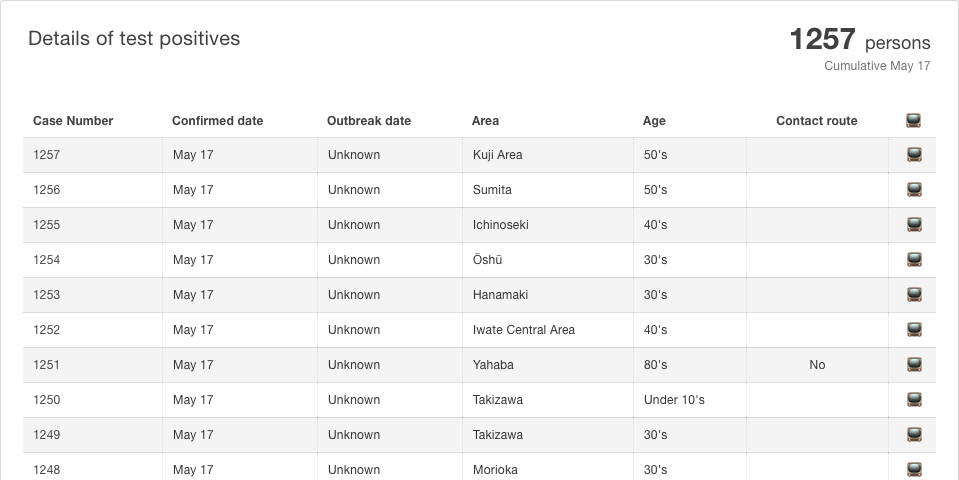 Details of test positives
1257 persons
Cumulative May 17
Case Number Confirmed date Outbreak date Area Age Contact route
1257 May 17 Unknown Kuji Area 50's
1256 May 17 Unknown Sumita 50's
1255 May 17 Unknown Ichinoseki 40's
1254 May 17 Unknown Ōshū 30's
1253 May 17 Unknown Hanamaki 30's
1252 May 17 Unknown Iwate Central Area 40's
1251 May 17 Unknown Yahaba 80's No
1250 May 17 Unknown Takizawa Under 10's
1249 May 17 Unknown Takizawa 30's
1248 May 17 Unknown Morioka 30's